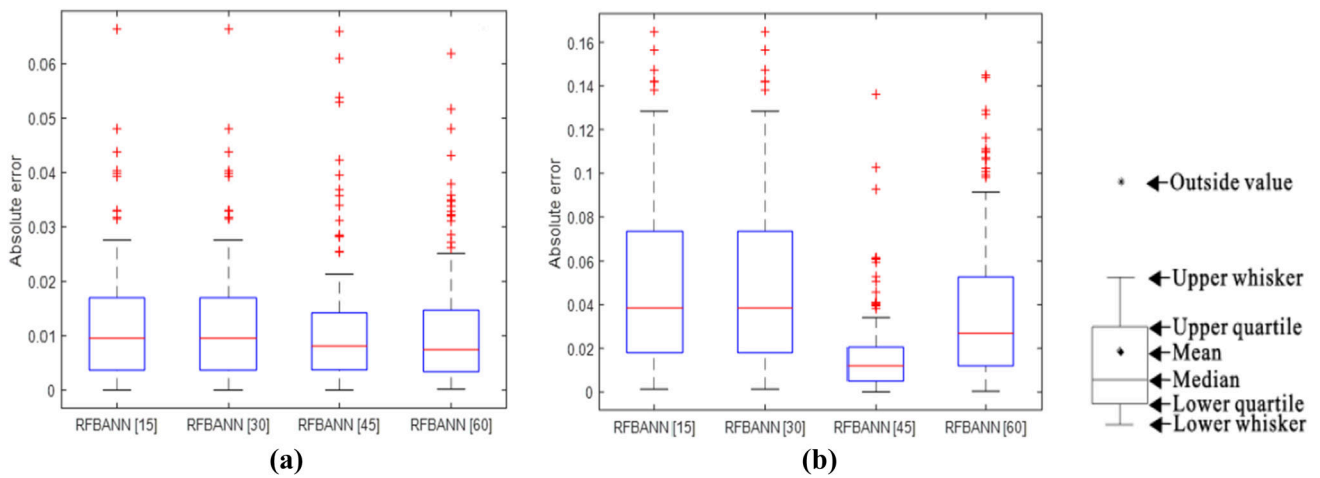 Absolute error
0.06
0.05
0.04
0.03
0.02
0.01
0
RFBANN [15]
RFBANN [30]
RFBANN [45]
RFBANN [60]
(a)
Absolute error
0.16
0.14
0.12
0.1
0.08
0.06
0.04
0.02
0
RFBANN [15]
RFBANN [30]
RFBANN [45]
RFBANN [60]
(b)
Outside value
Upper whisker
Upper quartile
Mean
Median
Lower quartile
Lower whisker